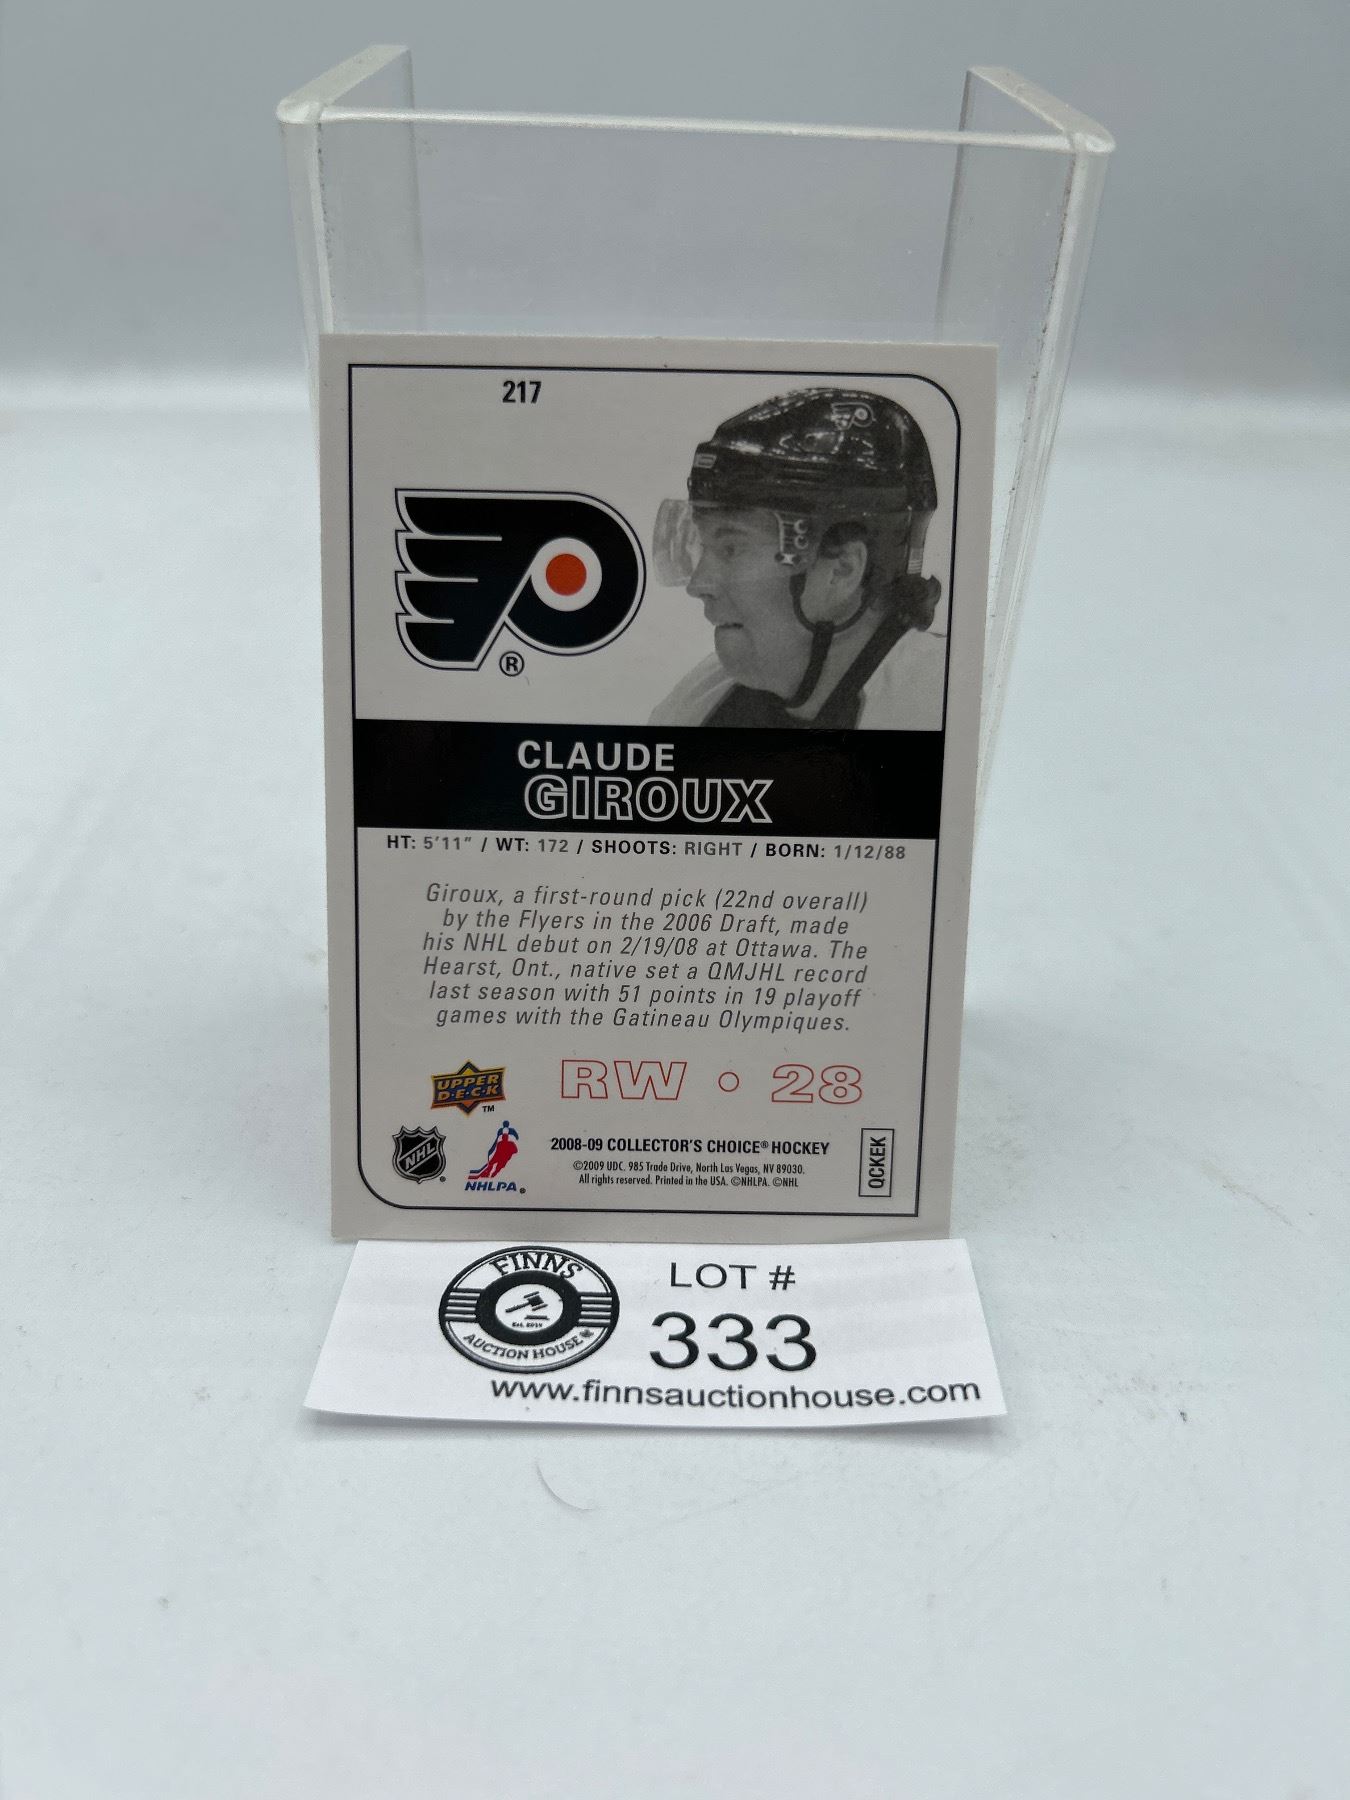 217
®
CLAUDE
GIROUX
HT: 5'11" / WT: 172 / SHOOTS: RIGHT / BORN: 1/12/88
Giroux, a first-round pick (22nd overall)
by the Flyers in the 2006 Draft, made
his NHL debut on 2/19/08 at Ottawa. The
Hearst, Ont., native set a QMJHL record
last season with 51 points in 19 playoff
games with the Gatineau Olympiques.
UPPER
D·E·C·K
TM
RW • 28
NHL
NHLPA®
2008-09 COLLECTOR'S CHOICE® HOCKEY
©2009 UDC. 985 Trade Drive, North Las Vegas, NV 89030.
All rights reserved. Printed in the USA. ©NHLPA. ©NHL
QCKEK
FINNS
AUCTION HOUSE
LOT #
333
www.finnsauctionhouse.com